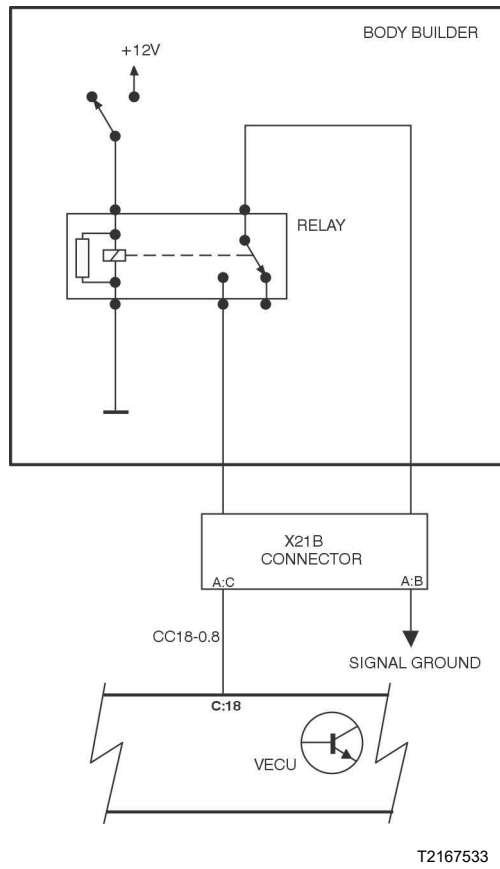 BODY BUILDER
+12V
RELAY
X21B
CONNECTOR
A:C
A:B
CC18-0.8
SIGNAL GROUND
C:18
VECU
T2167533